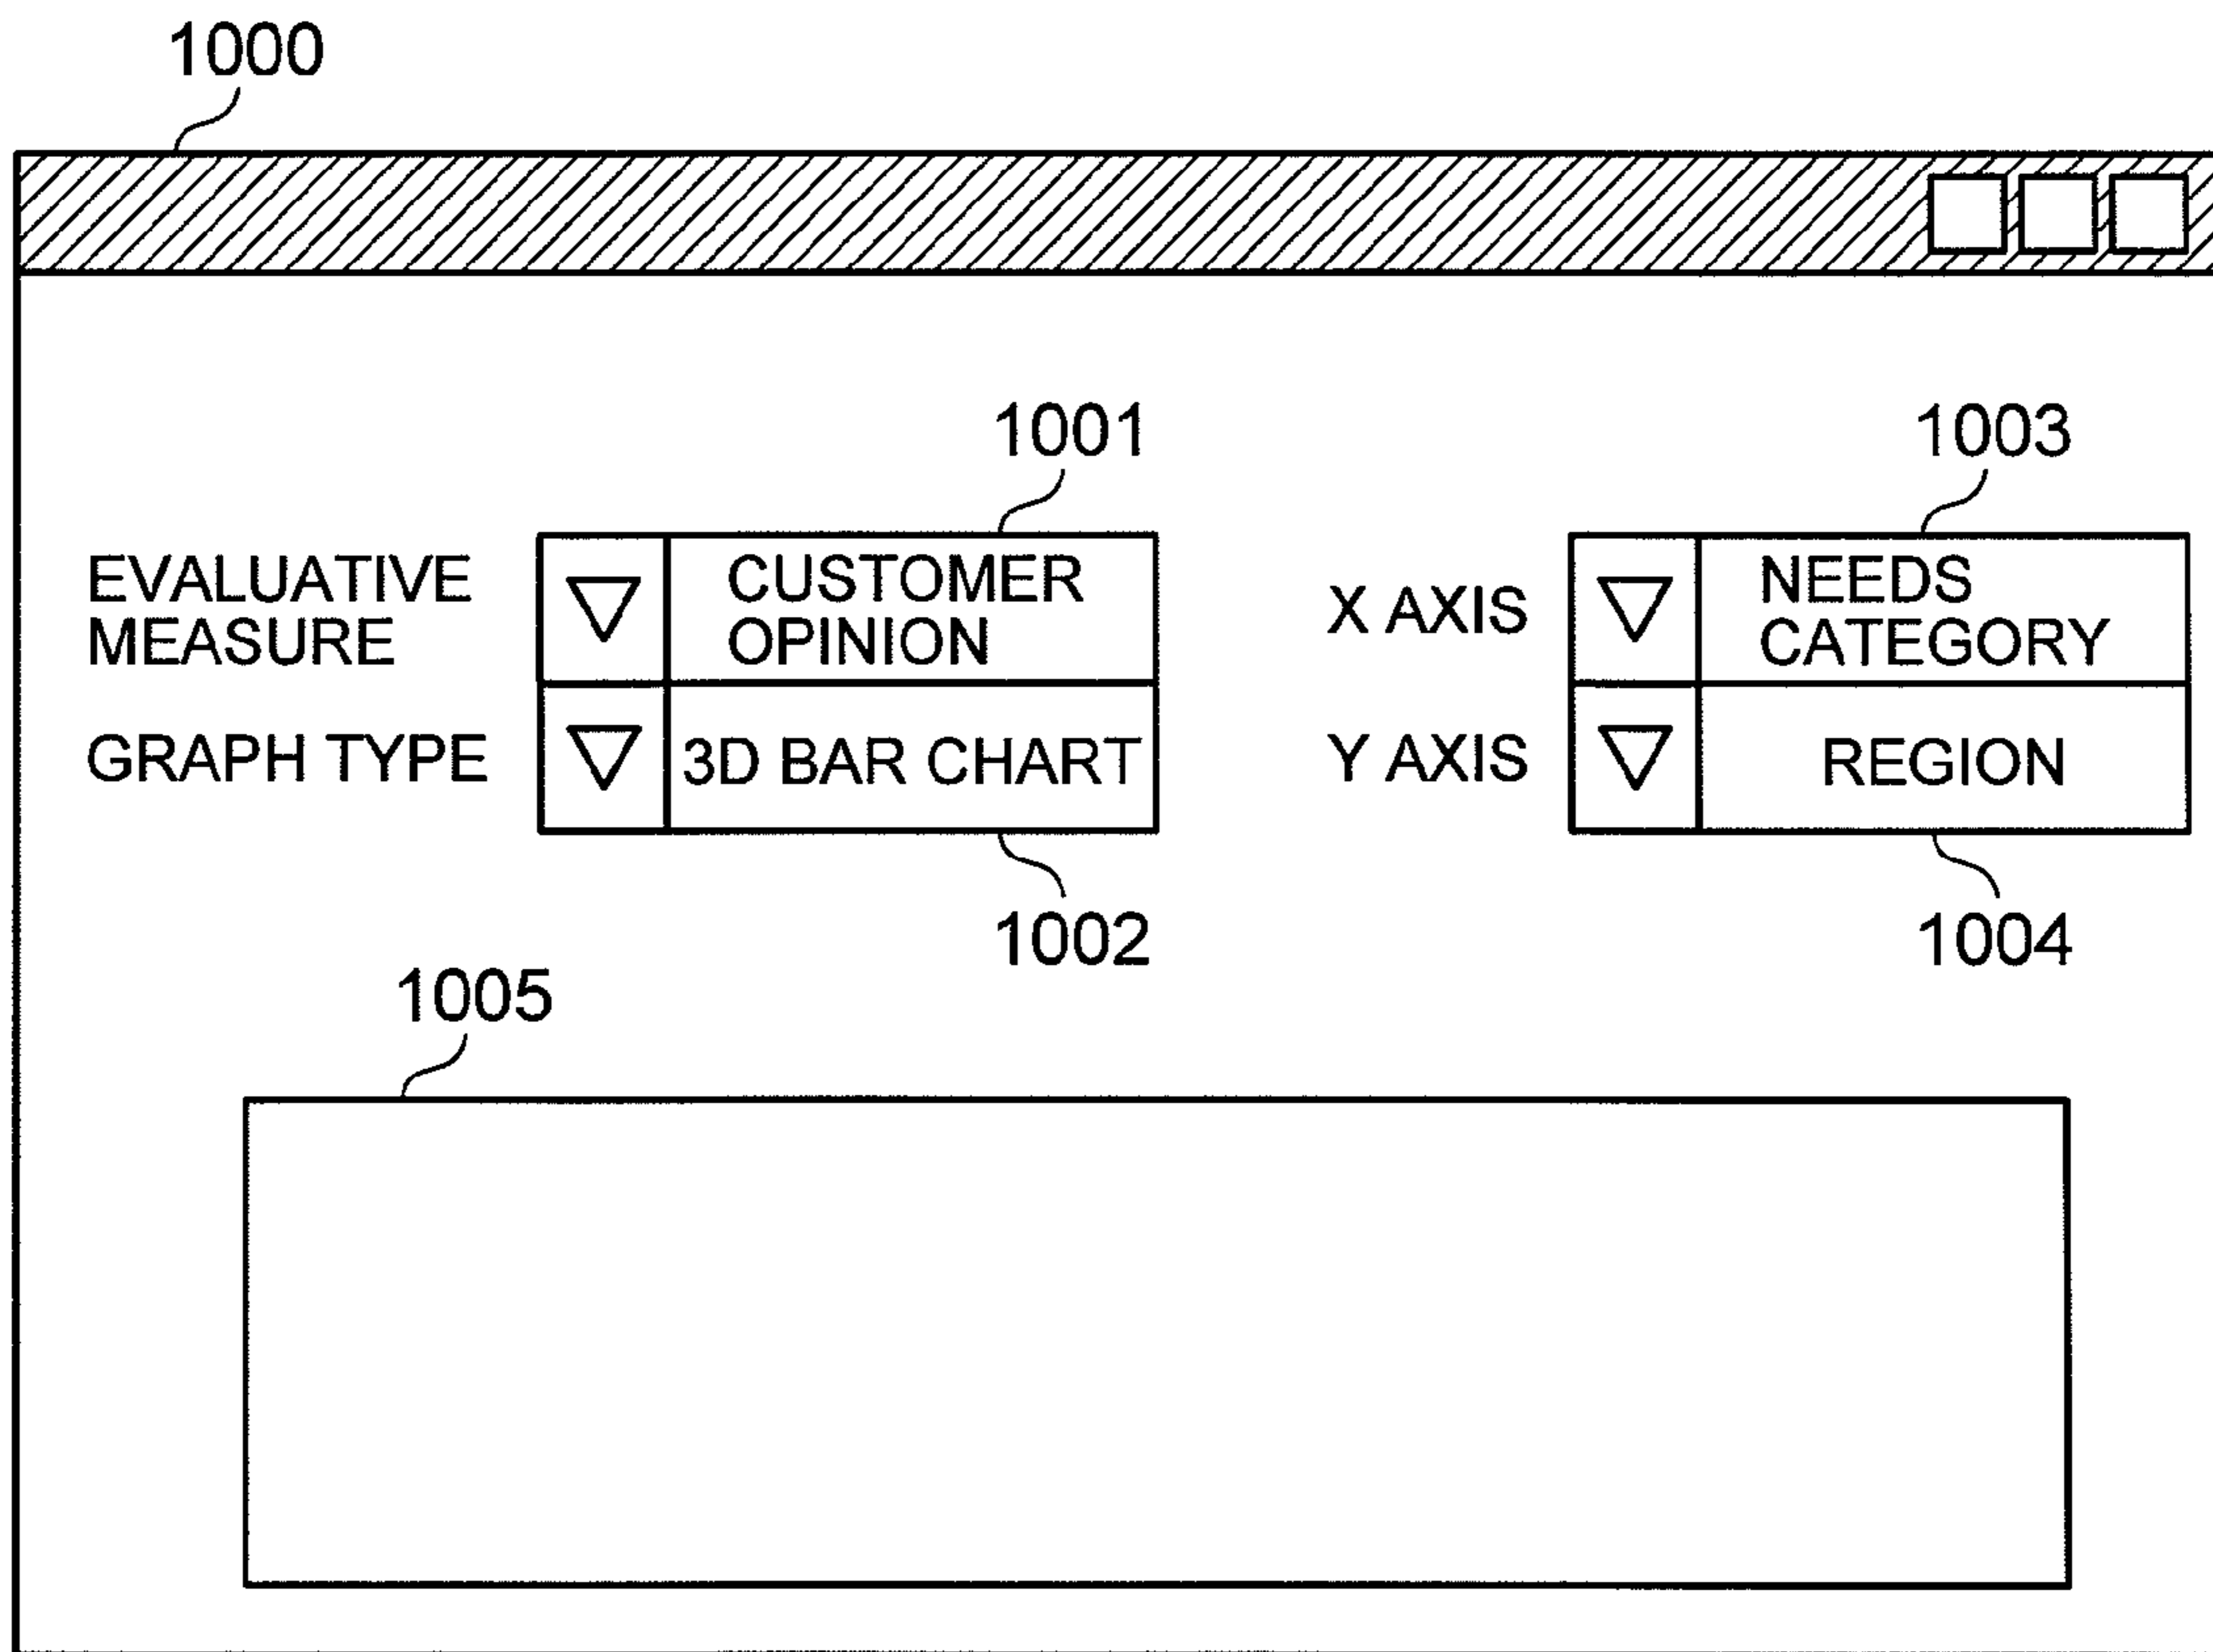 1000
1001
1003
EVALUATIVE
MEASURE
CUSTOMER
OPINION
X AXIS
NEEDS
CATEGORY
GRAPH TYPE
3D BAR CHART
Y AXIS
REGION
1002
1004
1005